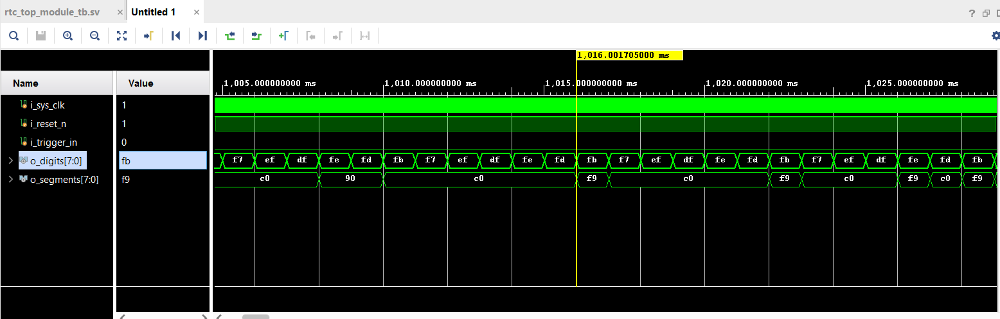 rtc_top_module_tb.sv × Untitled 1 ×
?
1,016.001705000 ms
Name Value
1,005.000000000 ms 1,010.000000000 ms 1,015.000000000 ms 1,020.000000000 ms 1,025.000000000 ms
i_sys_clk 1
i_reset_n 1
i_trigger_in 0
o_digits[7:0] fb f7 ef df fe fd fb f7 ef df fe fd fb f7 ef df fe fd fb f7 ef df fe fd fb
o_segments[7:0] f9 c0 90 c0 f9 c0 f9 c0 f9 c0 f9